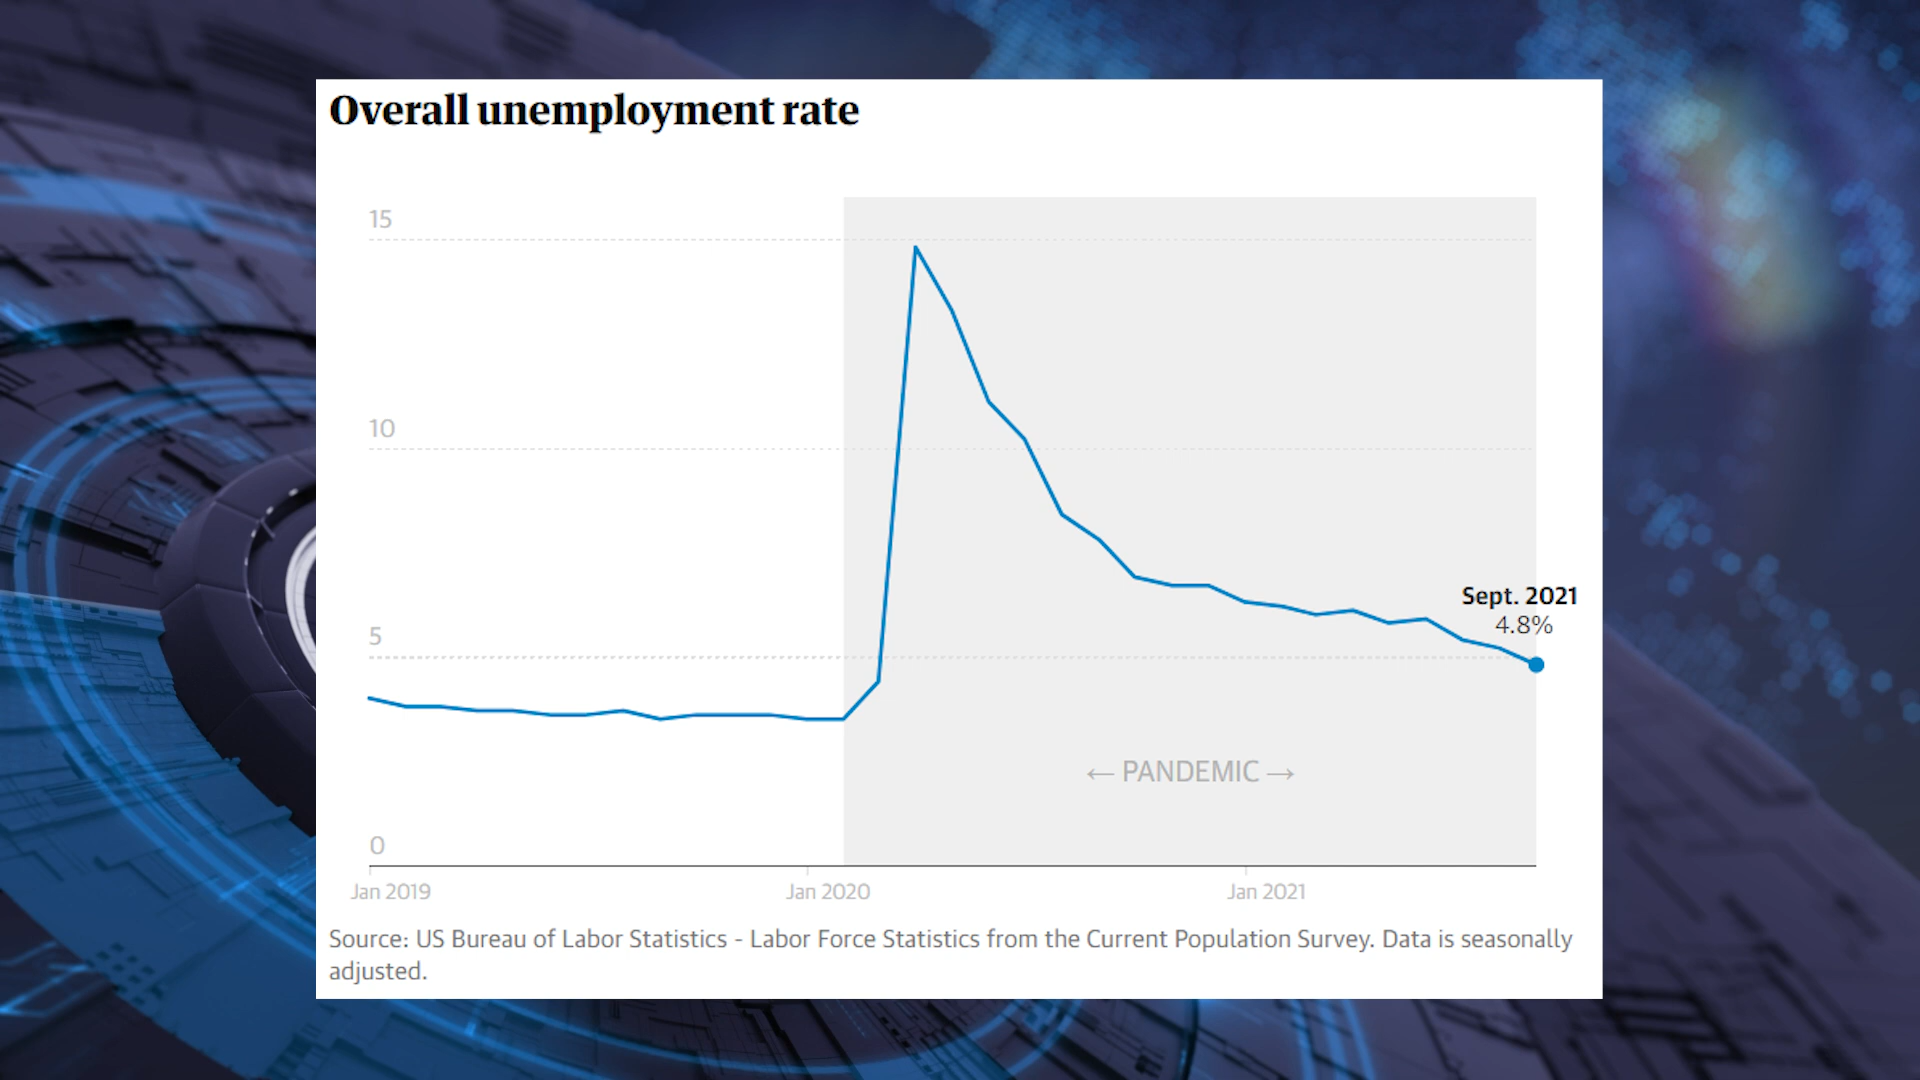 Overall unemployment rate
15
10
5
0
Sept. 2021
4.8%
← PANDEMIC →
Jan 2019
Jan 2020
Jan 2021
Source: US Bureau of Labor Statistics - Labor Force Statistics from the Current Population Survey. Data is seasonally
adjusted.